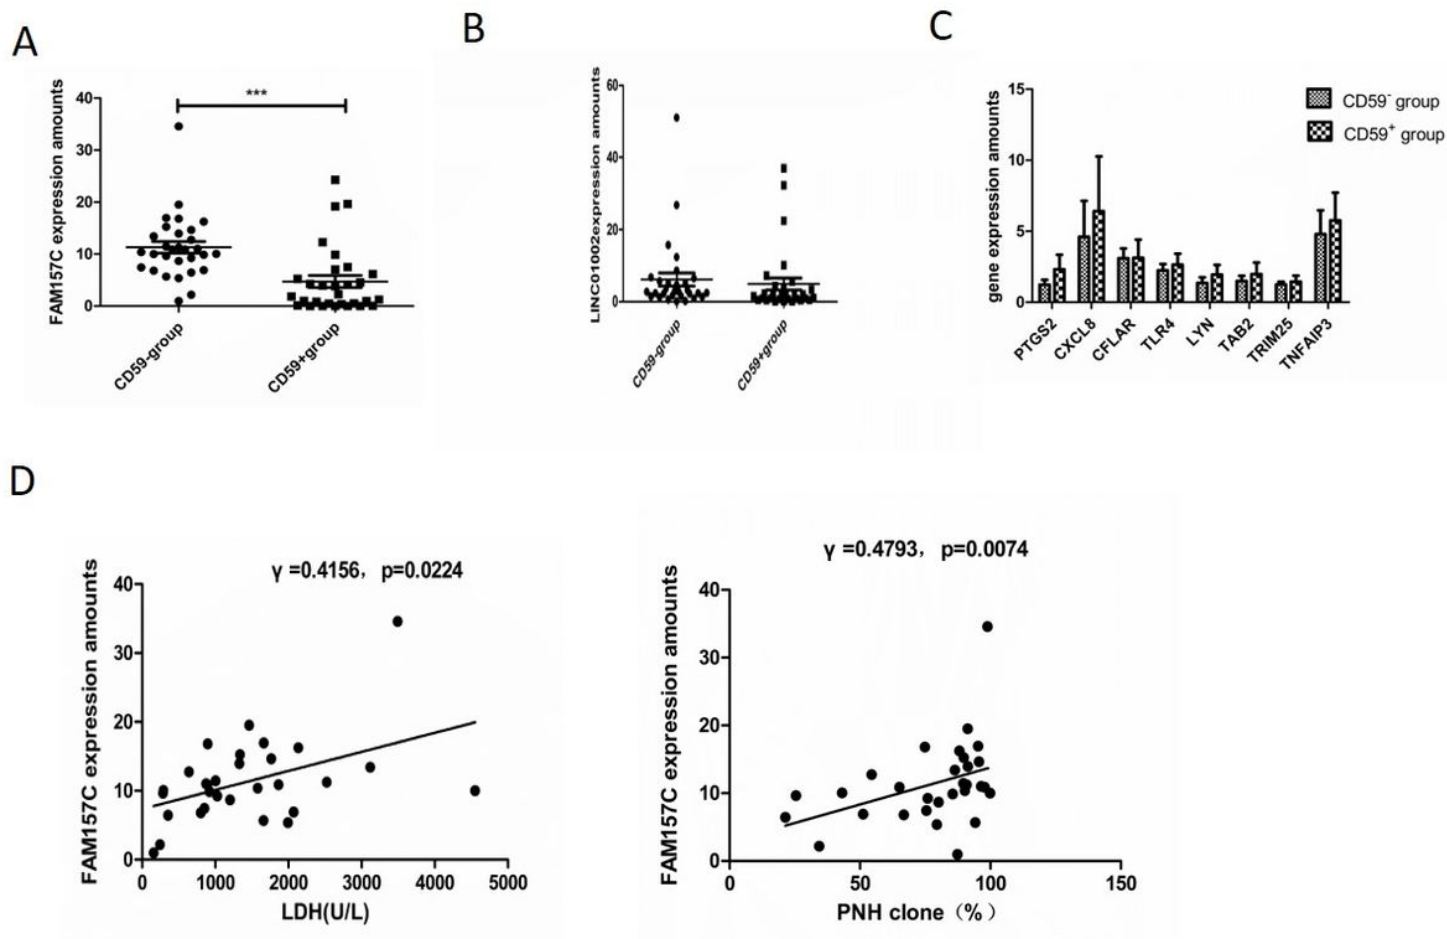 A
B
C
FAM157C expression amounts
40
30
20
10
0
***
CD59-group
CD59+group
LINC01002expression amounts
60
40
20
0
CD59-group
CD59+group
gene expression amounts
15
10
5
0
CD59- group
CD59+ group
PTGS2
CXCL8
CFLAR
TLR4
LYN
TAB2
TRIM25
TNFAIP3
D
γ =0.4156, p=0.0224
FAM157C expression amounts
40
30
20
10
0
0 1000 2000 3000 4000 5000
LDH(U/L)
γ =0.4793, p=0.0074
FAM157C expression amounts
40
30
20
10
0
0 50 100 150
PNH clone (%)